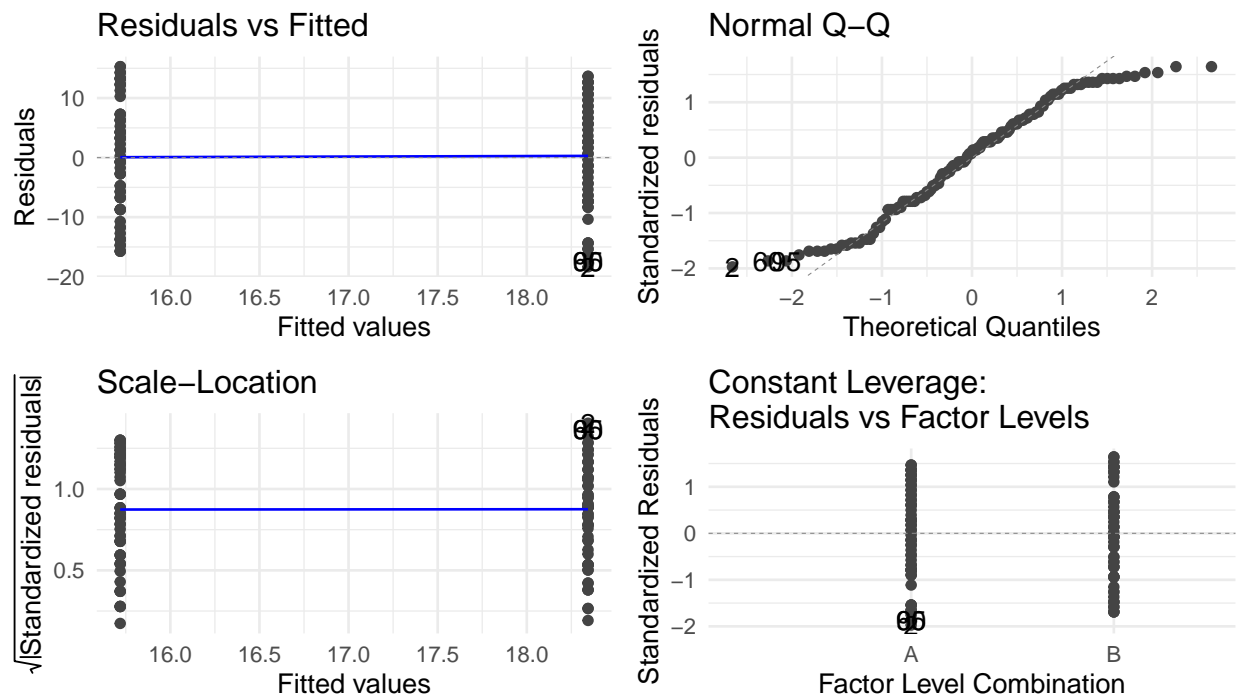 Residuals vs Fitted
Residuals
10
0
−10
−20
16.0 16.5 17.0 17.5 18.0
Fitted values
Normal Q−Q
Standardized residuals
1
0
−1
−2
2
95
−2 −1 0 1 2
Theoretical Quantiles
Scale−Location
√|Standardized residuals|
1.0
0.5
16.0 16.5 17.0 17.5 18.0
Fitted values
Constant Leverage:
Residuals vs Factor Levels
Standardized Residuals
1
0
−1
−2
A B
Factor Level Combination